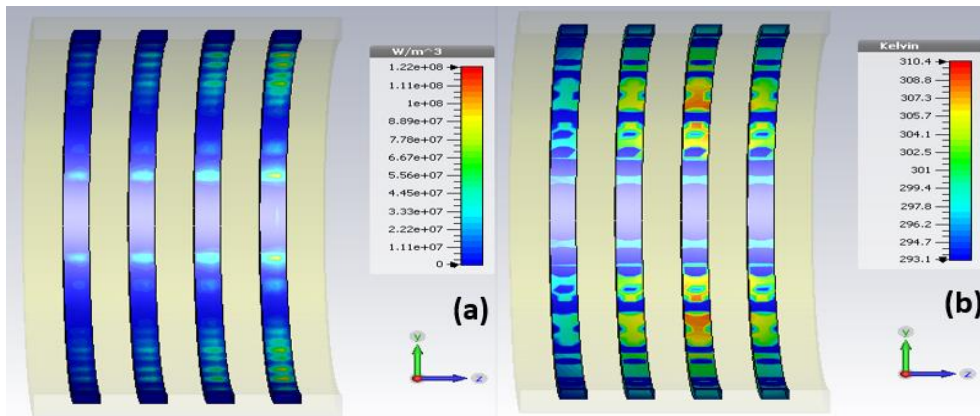 W/m^3
1.22e+08
1.11e+08
1e+08
8.89e+07
7.78e+07
6.67e+07
5.56e+07
4.45e+07
3.33e+07
2.22e+07
1.11e+07
0
(a)
y
z
Kelvin
310.4
308.8
307.3
305.7
304.1
302.5
301
299.4
297.8
296.2
294.7
293.1
(b)
y
z